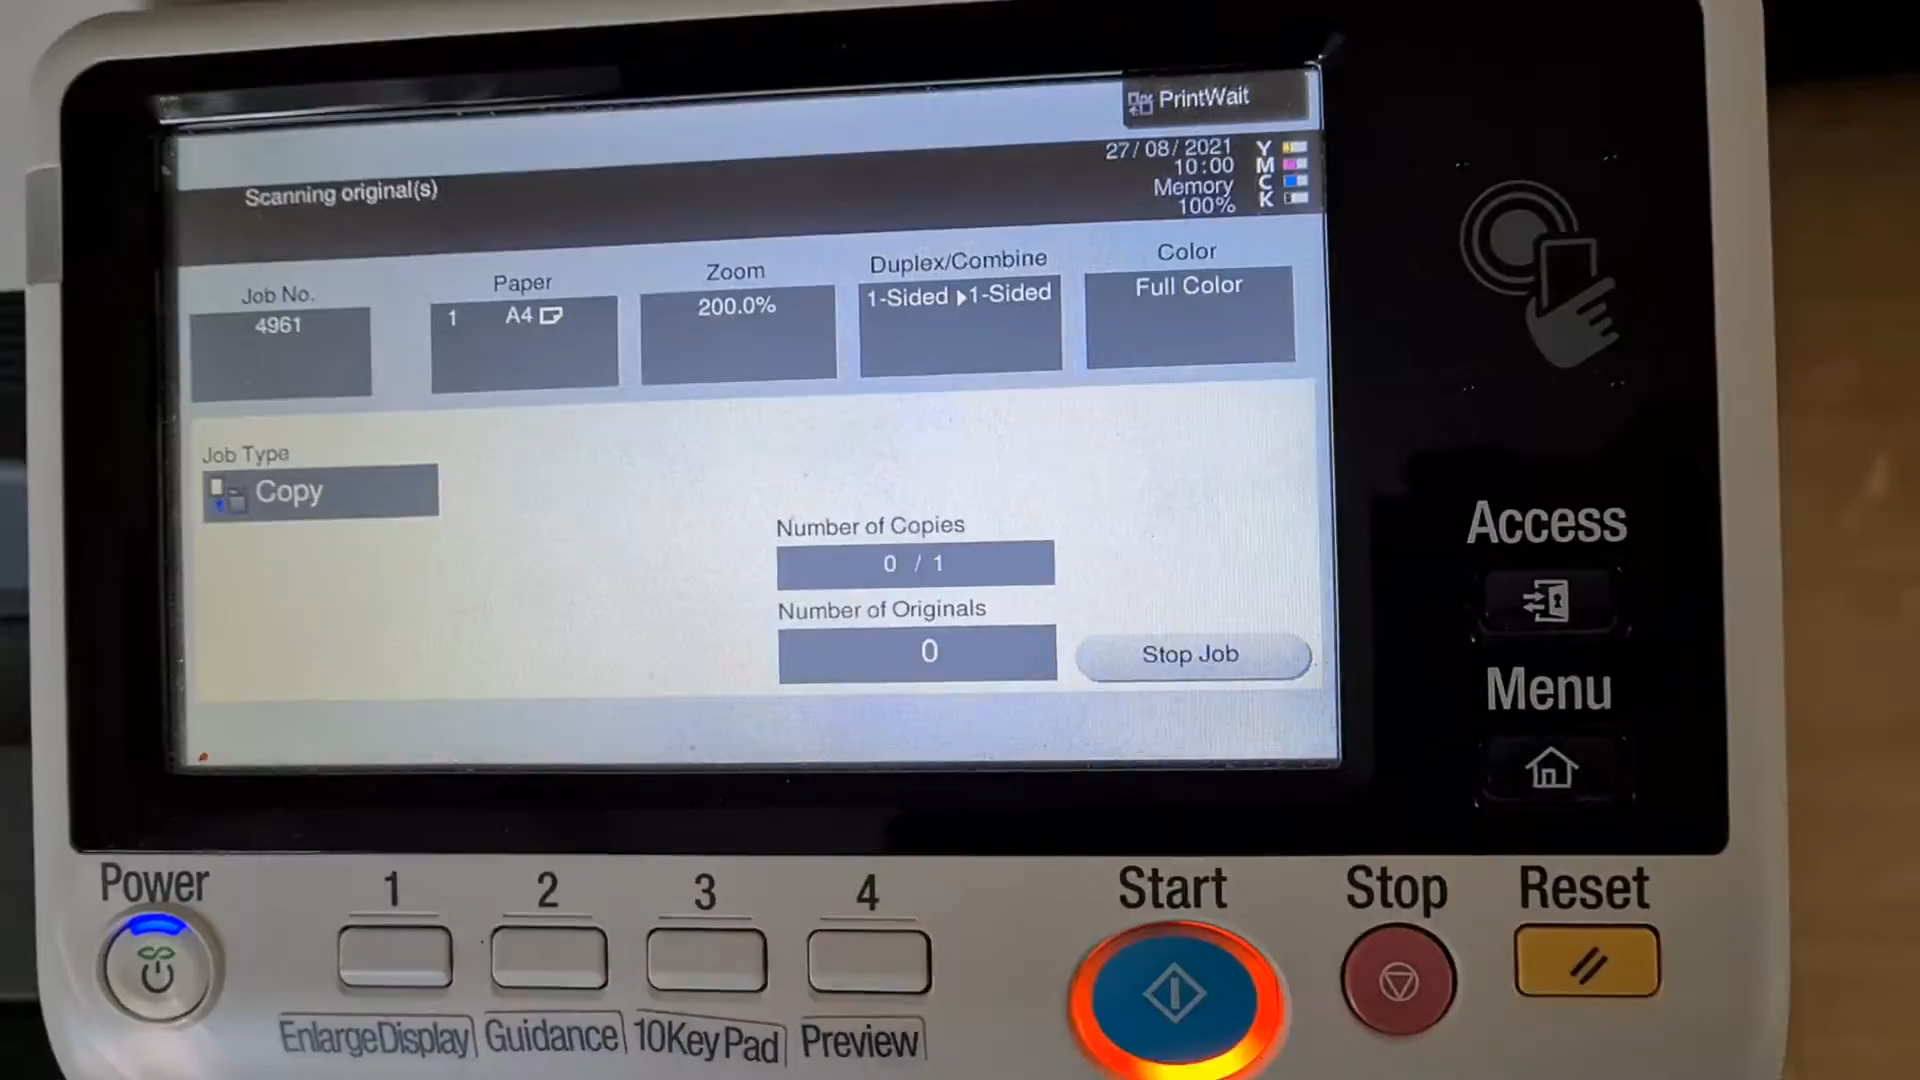 PrintWait
Scanning original(s)
27/08/2021
10:00
Memory
100%
Y
M
C
K
Job No.
4961
Paper
1 A4
Zoom
200.0%
Duplex/Combine
1-Sided ▶1-Sided
Color
Full Color
Job Type
Copy
Number of Copies
0 / 1
Number of Originals
0
Stop Job
Access
Menu
Power
1
2
3
4
Start
Stop
Reset
EnlargeDisplay
Guidance
10KeyPad
Preview